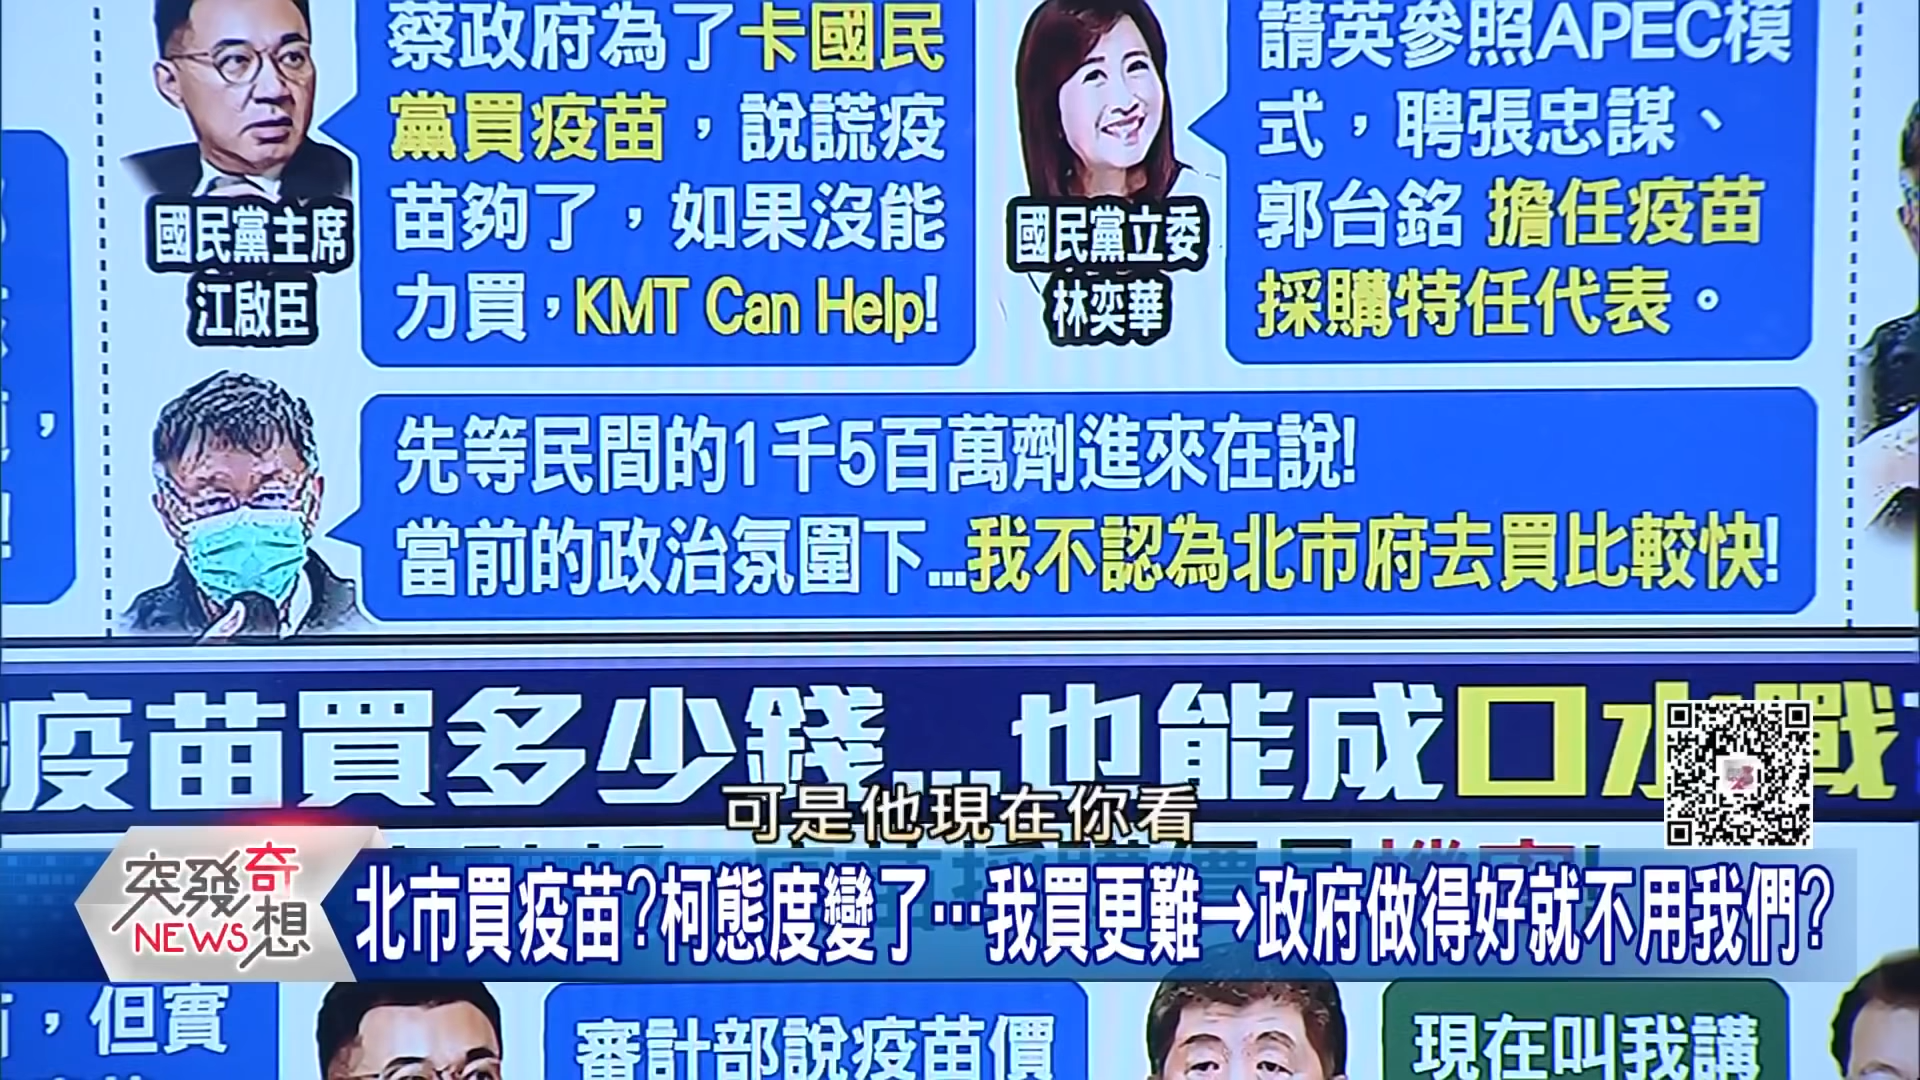 蔡政府為了卡國民
黨買疫苗，說謊疫
苗夠了，如果沒能
力買，KMT Can Help!
國民黨主席
江啟臣
請英參照APEC模
式，聘張忠謀、
郭台銘 擔任疫苗
採購特任代表。
國民黨立委
林奕華
先等民間的1千5百萬劑進來在說!
當前的政治氛圍下...我不認為北市府去買比較快!
疫苗買多少錢...也能成口水戰
可是他現在你看
突發奇想
NEWS
北市買疫苗?柯態度變了…我買更難→政府做得好就不用我們?
，但實
審計部說疫苗價
現在叫我講